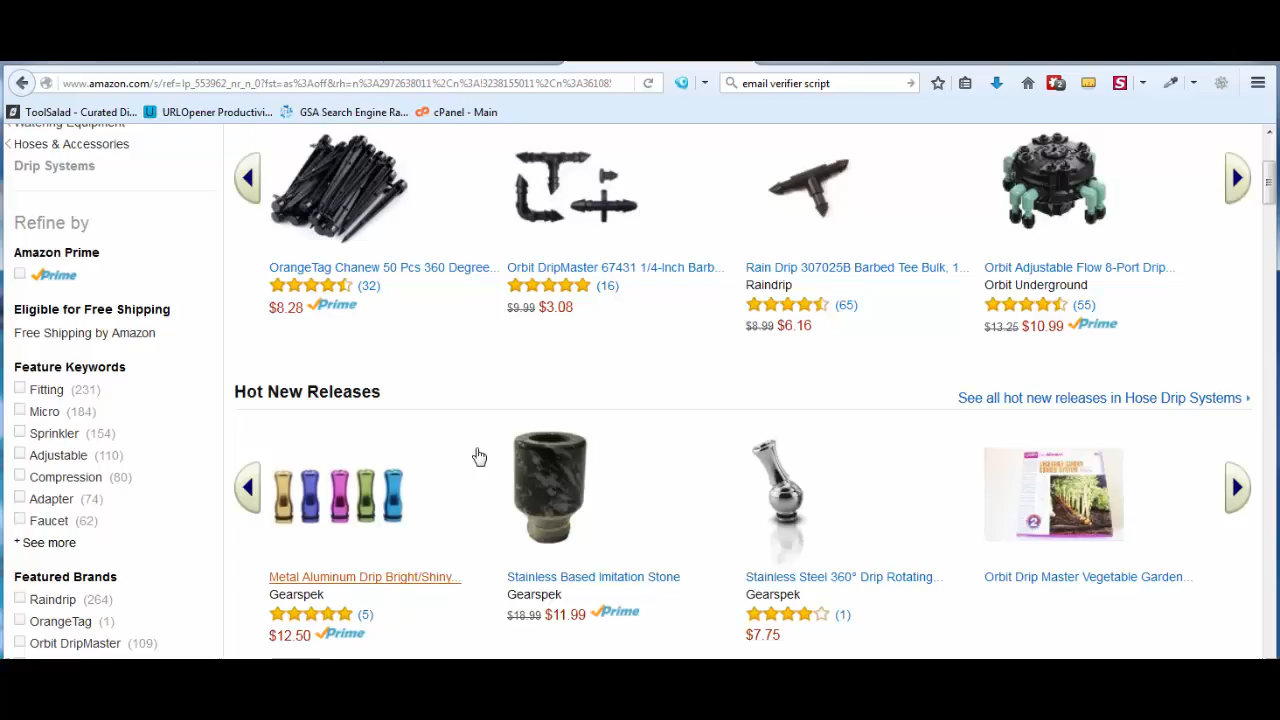 www.amazon.com/s/ref=lp_553962_nr_n_0?fst=as%3Aoff&rh=n%3A2972638011%2Cn%3A!3238155011%2Cn%3A36108!
email verifier script
ToolSalad - Curated Di...
URLOpener Productivi...
GSA Search Engine Ra...
cPanel - Main
Watering Equipment
Hoses & Accessories
Drip Systems
Refine by
Amazon Prime
Prime
Eligible for Free Shipping
Free Shipping by Amazon
Feature Keywords
Fitting (231)
Micro (184)
Sprinkler (154)
Adjustable (110)
Compression (80)
Adapter (74)
Faucet (62)
+ See more
Featured Brands
Raindrip (264)
OrangeTag (1)
Orbit DripMaster (109)
OrangeTag Chanew 50 Pcs 360 Degree...
(32)
$8.28 Prime
Orbit DripMaster 67431 1/4-Inch Barb...
(16)
$9.99 $3.08
Rain Drip 307025B Barbed Tee Bulk, 1...
Raindrip
(65)
$8.99 $6.16
Orbit Adjustable Flow 8-Port Drip...
Orbit Underground
(55)
$13.25 $10.99 Prime
Hot New Releases
See all hot new releases in Hose Drip Systems
Metal Aluminum Drip Bright/Shiny...
Gearspek
(5)
$12.50 Prime
Stainless Based Imitation Stone
Gearspek
$18.99 $11.99 Prime
Stainless Steel 360° Drip Rotating...
Gearspek
(1)
$7.75
Orbit Drip Master Vegetable Garden...